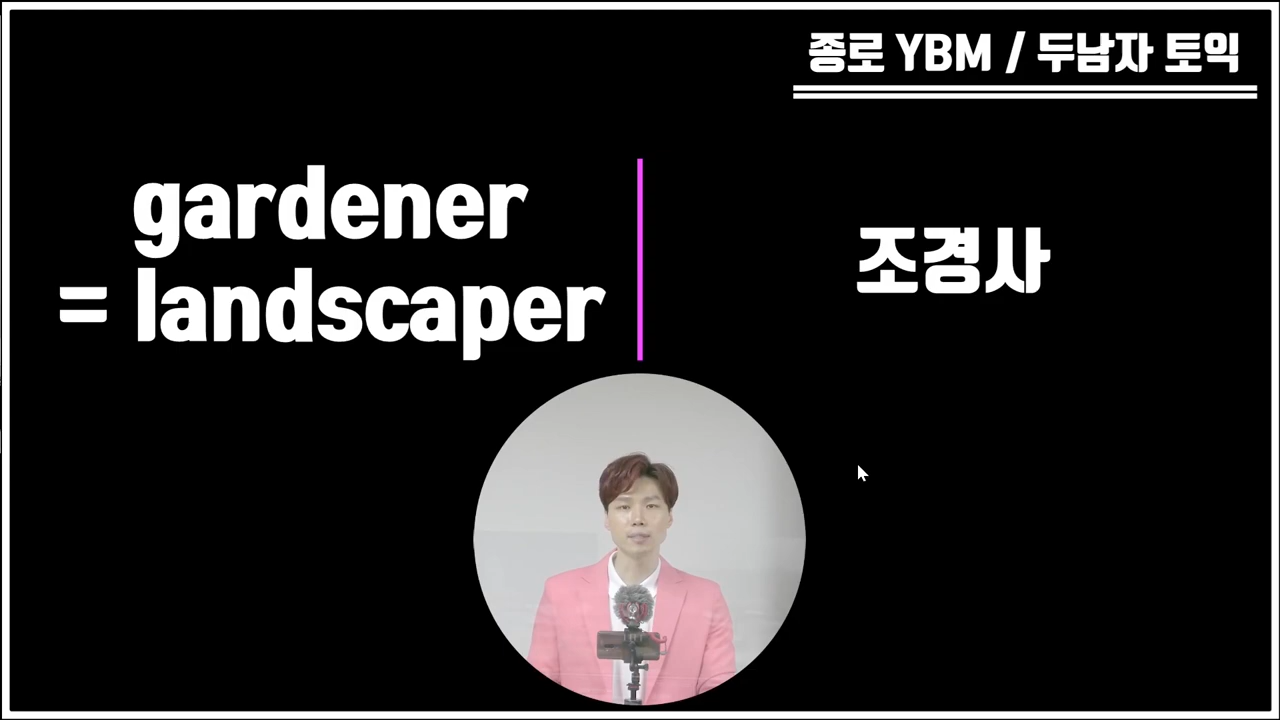 종로 YBM / 두남자 토익
gardener
= landscaper
조경사